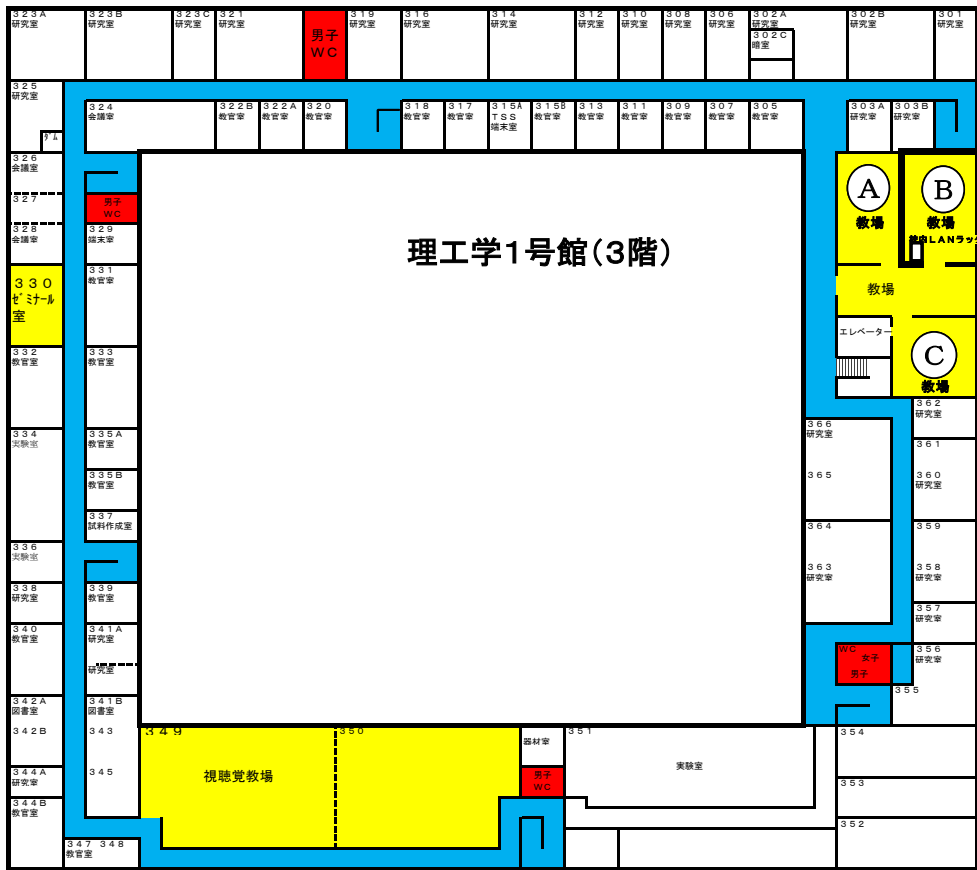 323A
研究室
323B
研究室
323C
研究室
321
研究室
男子
WC
319
研究室
316
研究室
314
研究室
312
研究室
310
研究室
308
研究室
306
研究室
302A
研究室
302C
暗室
302B
研究室
301
研究室
325
研究室
324
会議室
322B
教官室
322A
教官室
320
教官室
318
教官室
317
教官室
315A
TSS
端末室
315B
教官室
313
教官室
311
教官室
309
教官室
307
教官室
305
教官室
303A
研究室
303B
研究室
326
会議室
327
328
会議室
男子
WC
329
端末室
理工学1号館(3階)
A
教場
B
教場
教場
330
ゼミナール
室
331
教官室
エレベーター
C
教場
332
教官室
333
教官室
362
研究室
334
実験室
335A
教官室
335B
教官室
337
試料作成室
366
研究室
365
361
360
研究室
364
363
研究室
359
358
研究室
357
研究室
336
実験室
338
研究室
339
教官室
340
教官室
341A
研究室
研究室
WC
女子
男子
356
研究室
355
342A
図書室
342B
341B
図書室
343
345
344A
研究室
344B
教官室
347 348
教官室
349
視聴覚教場
350
器材室
男子
WC
351
実験室
354
353
352